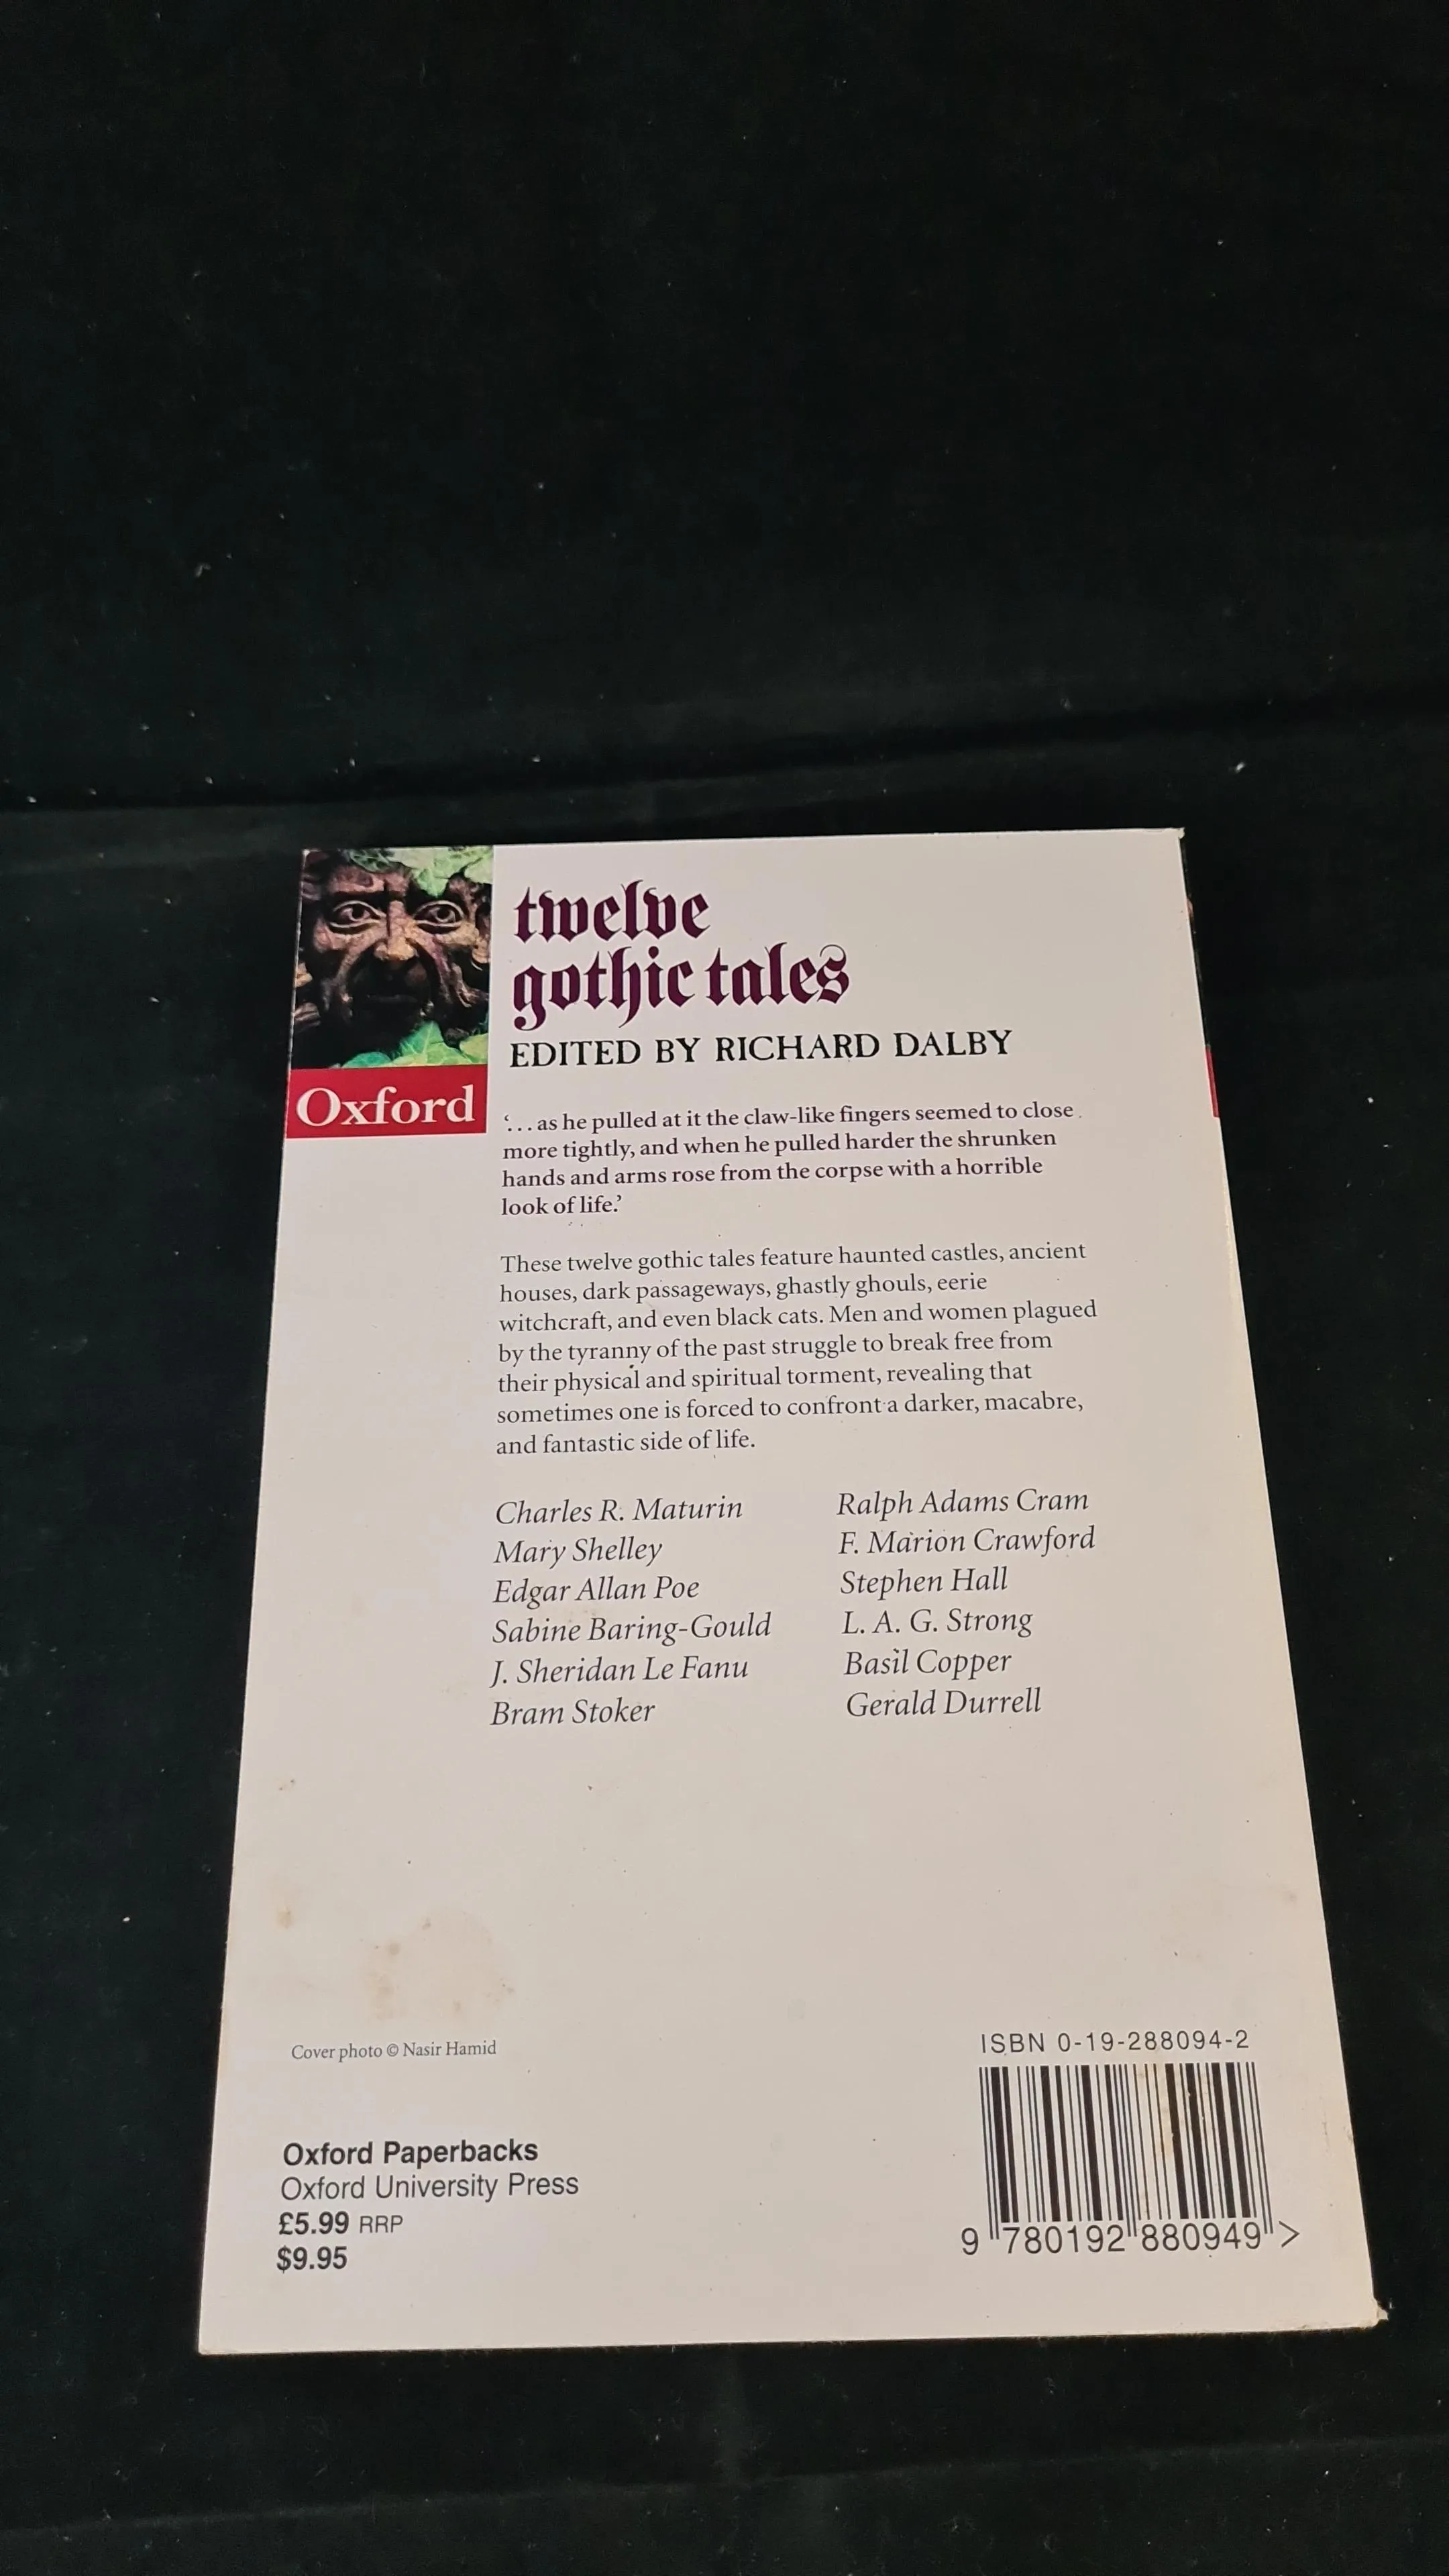 twelve
gothic tales
EDITED BY RICHARD DALBY
Oxford
‘... as he pulled at it the claw-like fingers seemed to close
more tightly, and when he pulled harder the shrunken
hands and arms rose from the corpse with a horrible
look of life.’
These twelve gothic tales feature haunted castles, ancient
houses, dark passageways, ghastly ghouls, eerie
witchcraft, and even black cats. Men and women plagued
by the tyranny of the past struggle to break free from
their physical and spiritual torment, revealing that
sometimes one is forced to confront a darker, macabre,
and fantastic side of life.
Charles R. Maturin
Mary Shelley
Edgar Allan Poe
Sabine Baring-Gould
J. Sheridan Le Fanu
Bram Stoker
Ralph Adams Cram
F. Marion Crawford
Stephen Hall
L. A. G. Strong
Basil Copper
Gerald Durrell
Cover photo © Nasir Hamid
Oxford Paperbacks
Oxford University Press
£5.99 RRP
$9.95
ISBN 0-19-288094-2
9 780192 880949 >